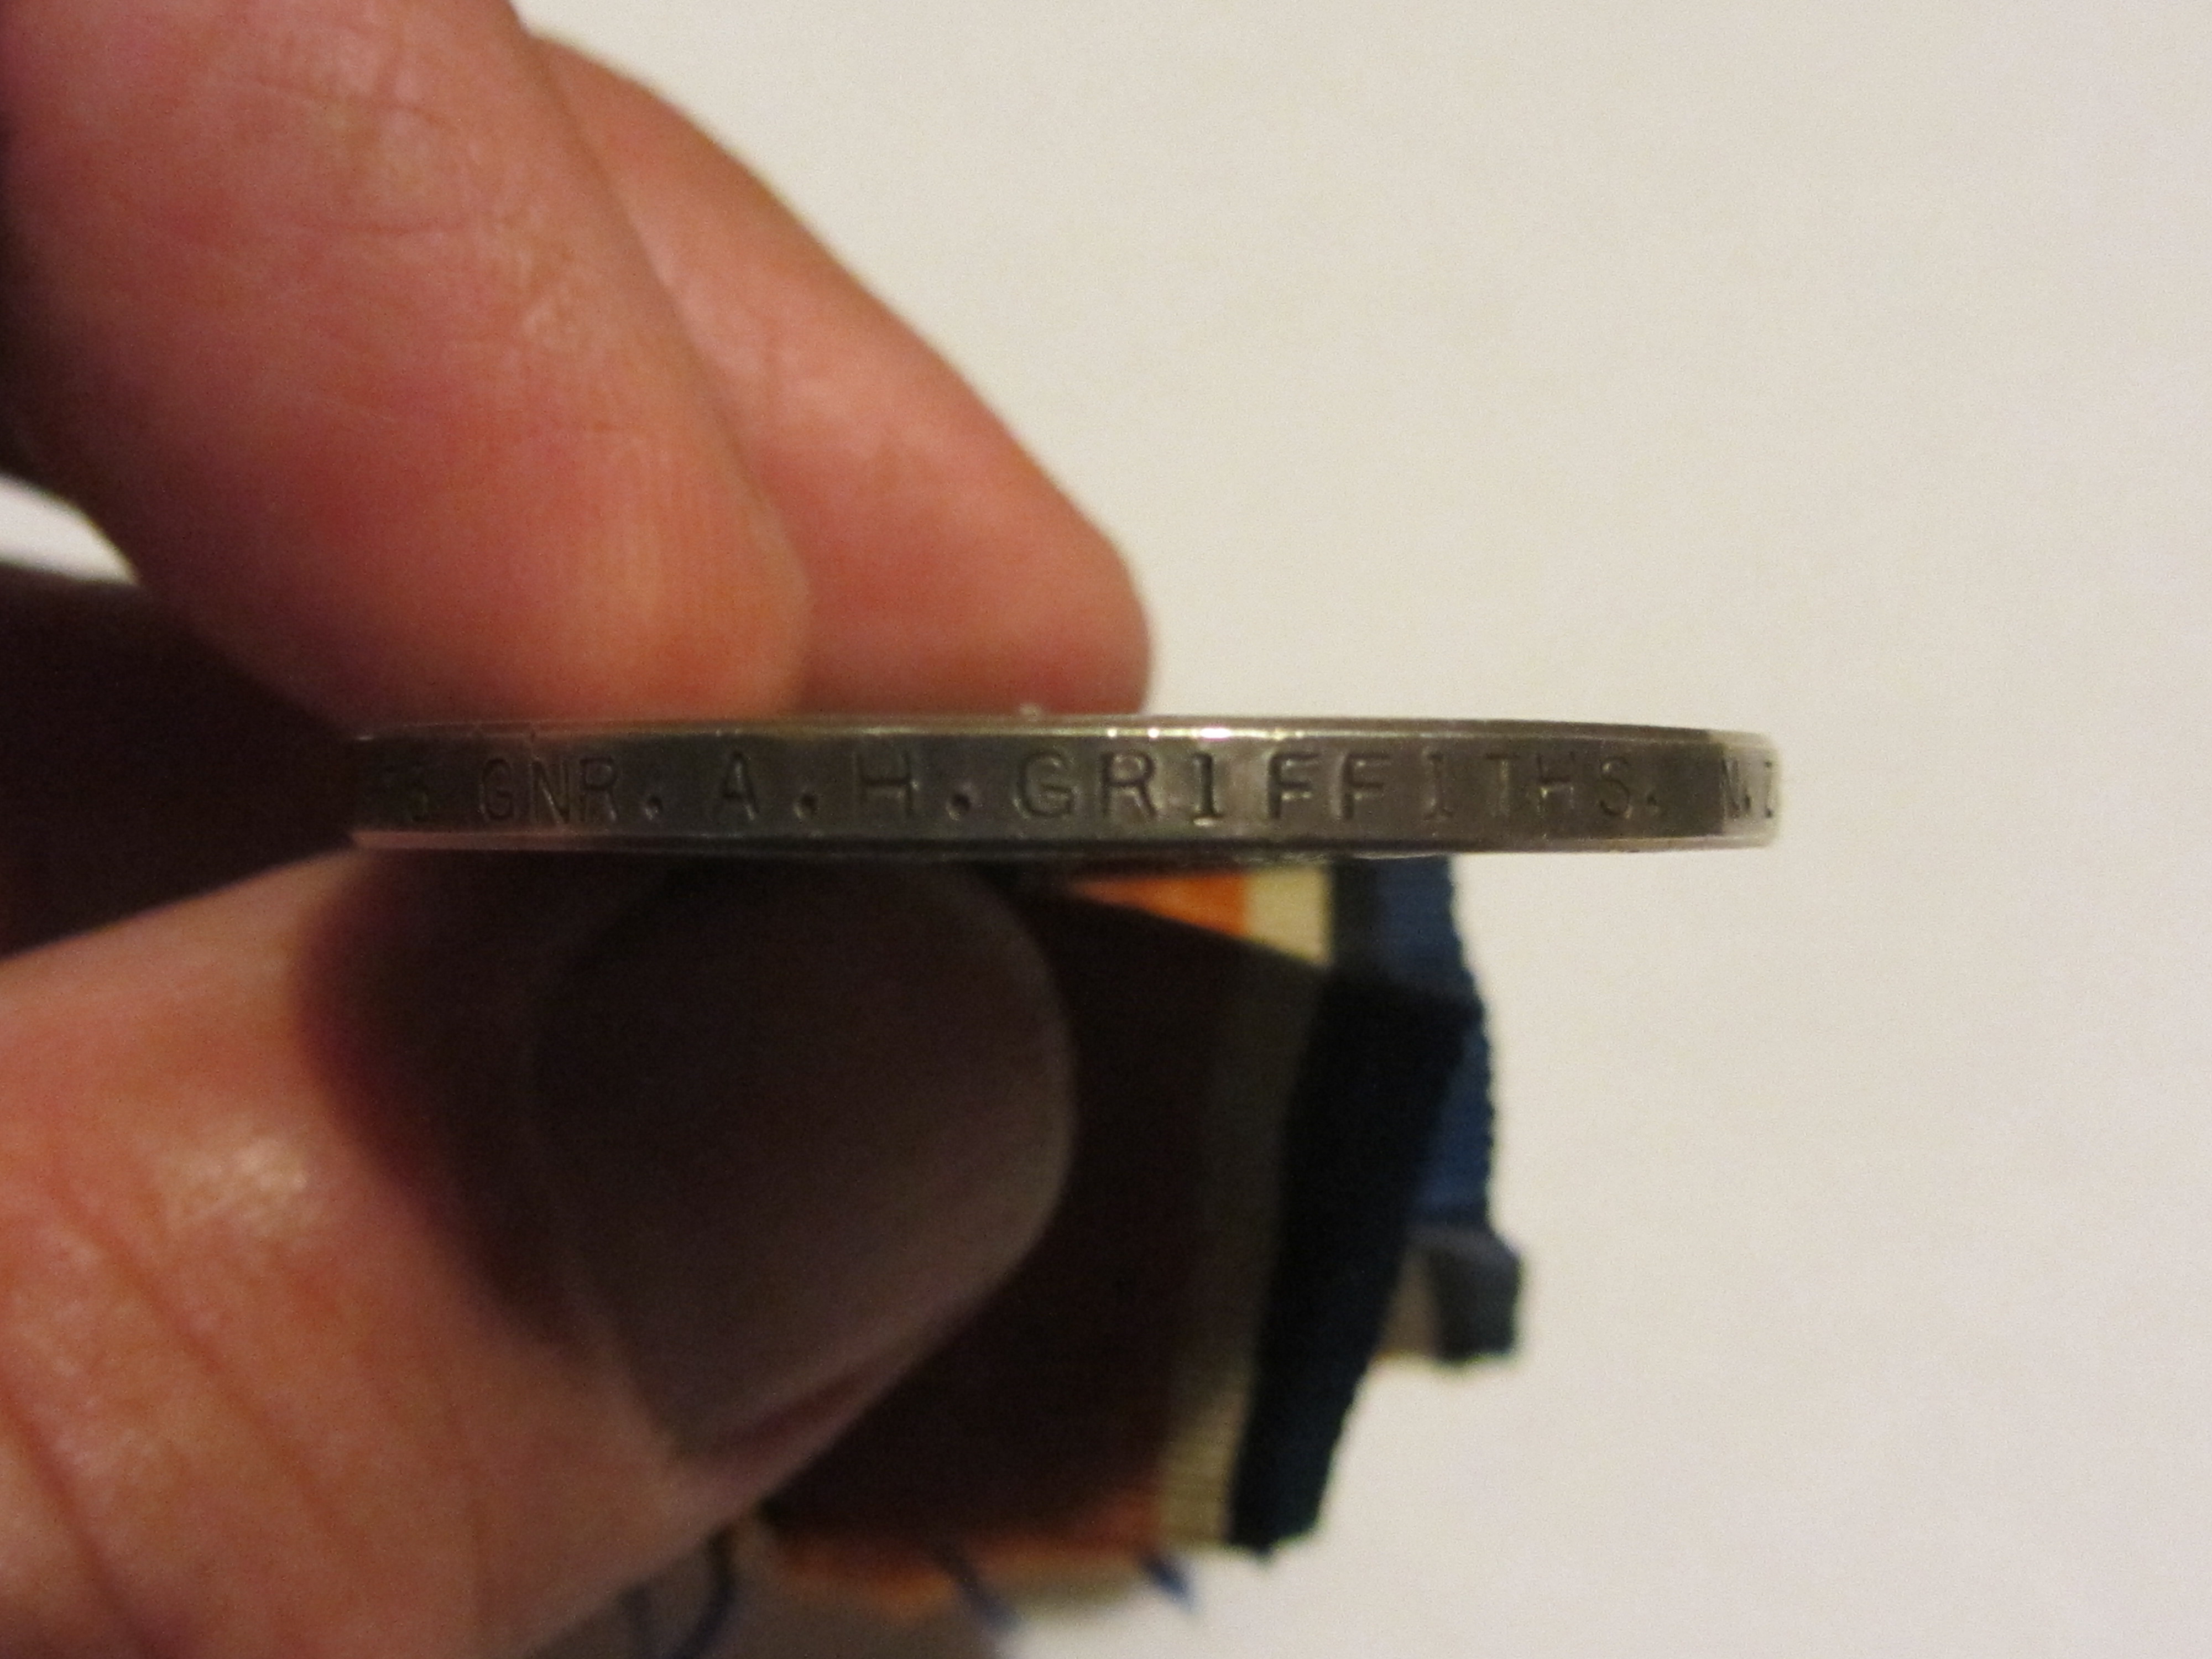 GNR. A. H. GRIFFITHS. N.Z